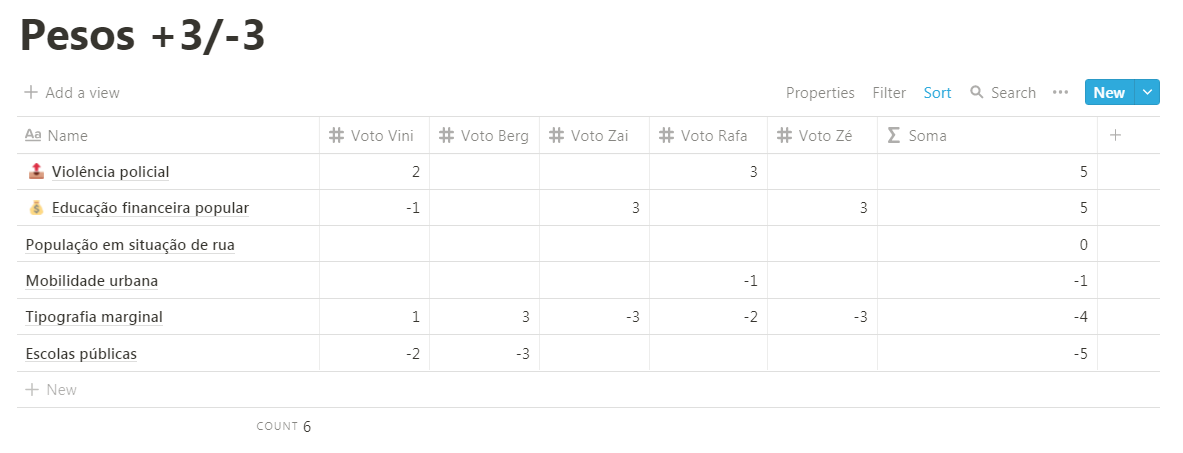 Pesos +3/-3
Add a view Properties Filter Sort Search New
Aa Name Voto Vini Voto Berg Voto Zai Voto Rafa Voto Zé Σ Soma
Violência policial 2 3 5
Educação financeira popular -1 3 3 5
População em situação de rua 0
Mobilidade urbana -1 -1
Tipografia marginal 1 3 -3 -2 -3 -4
Escolas públicas -2 -3 -5
New
COUNT 6